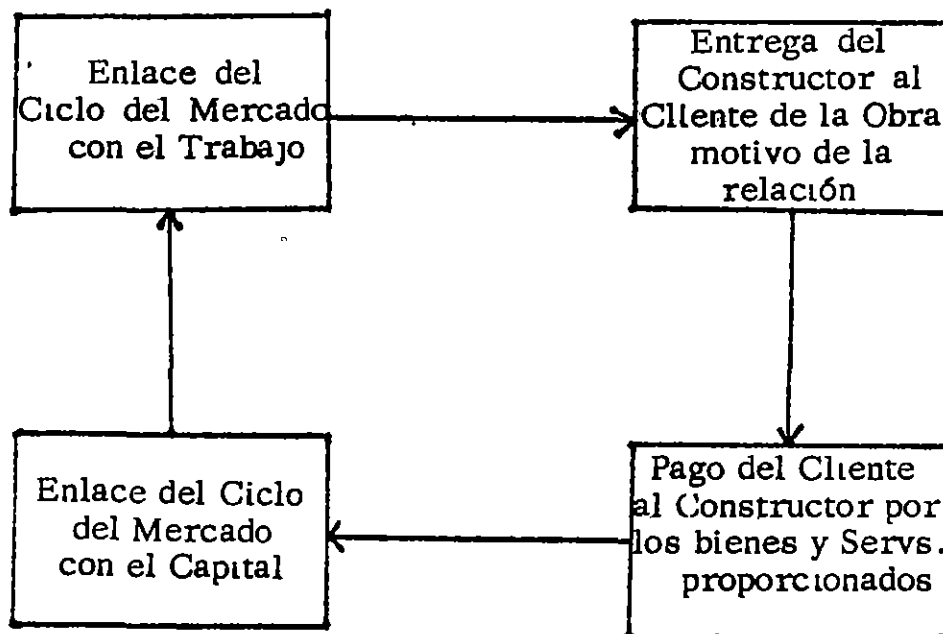 Enlace del
Ciclo del Mercado
con el Trabajo
Entrega del
Constructor al
Cliente de la Obra
motivo de la
relación
Enlace del Ciclo
del Mercado
con el Capital
Pago del Cliente
al Constructor por
los bienes y Servs.
proporcionados